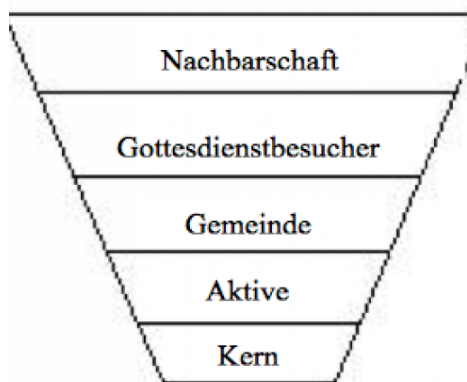 Nachbarschaft
Gottesdienstbesucher
Gemeinde
Aktive
Kern